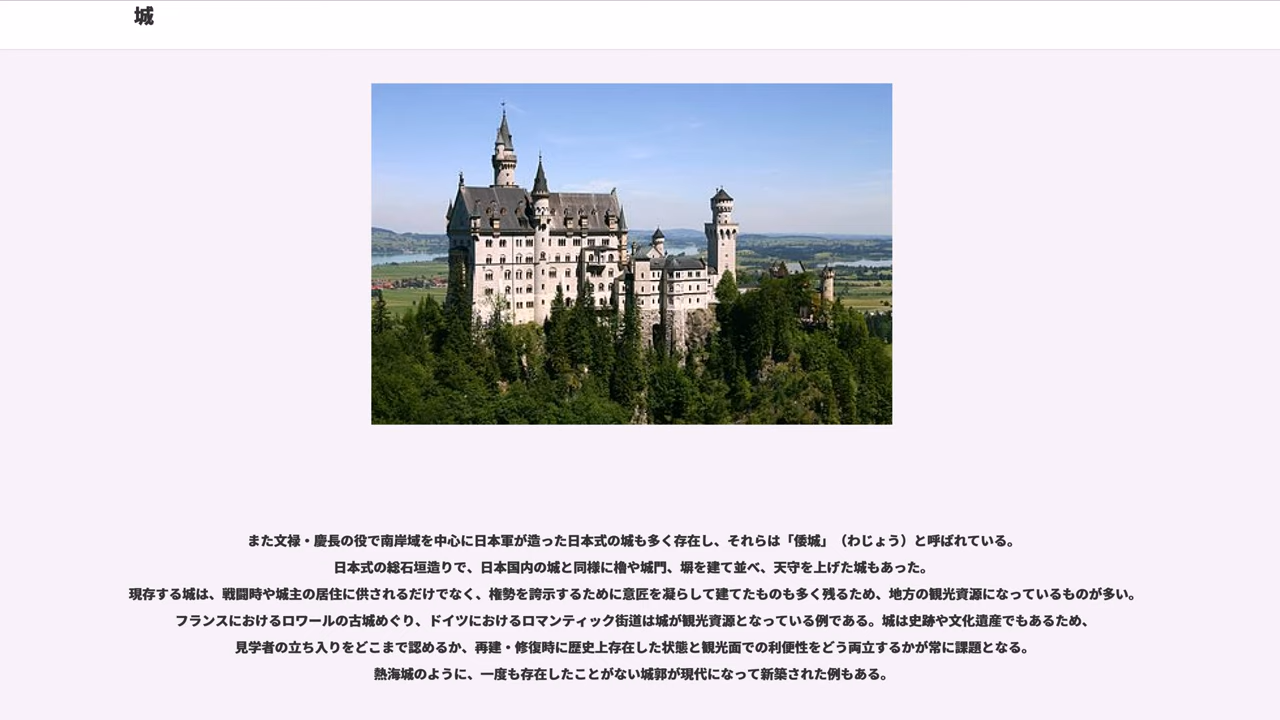 城
また文禄・慶長の役で南岸域を中心に日本軍が造った日本式の城も多く存在し、それらは「倭城」（わじょう）と呼ばれている。
日本式の総石垣造りで、日本国内の城と同様に櫓や城門、塀を建て並べ、天守を上げた城もあった。
現存する城は、戦闘時や城主の居住に供されるだけでなく、権勢を誇示するために意匠を凝らして建てたものも多く残るため、地方の観光資源になっているものが多い。
フランスにおけるロワールの古城めぐり、ドイツにおけるロマンティック街道は城が観光資源となっている例である。城は史跡や文化遺産でもあるため、
見学者の立ち入りをどこまで認めるか、再建・修復時に歴史上存在した状態と観光面での利便性をどう両立するかが常に課題となる。
熱海城のように、一度も存在したことがない城郭が現代になって新築された例もある。